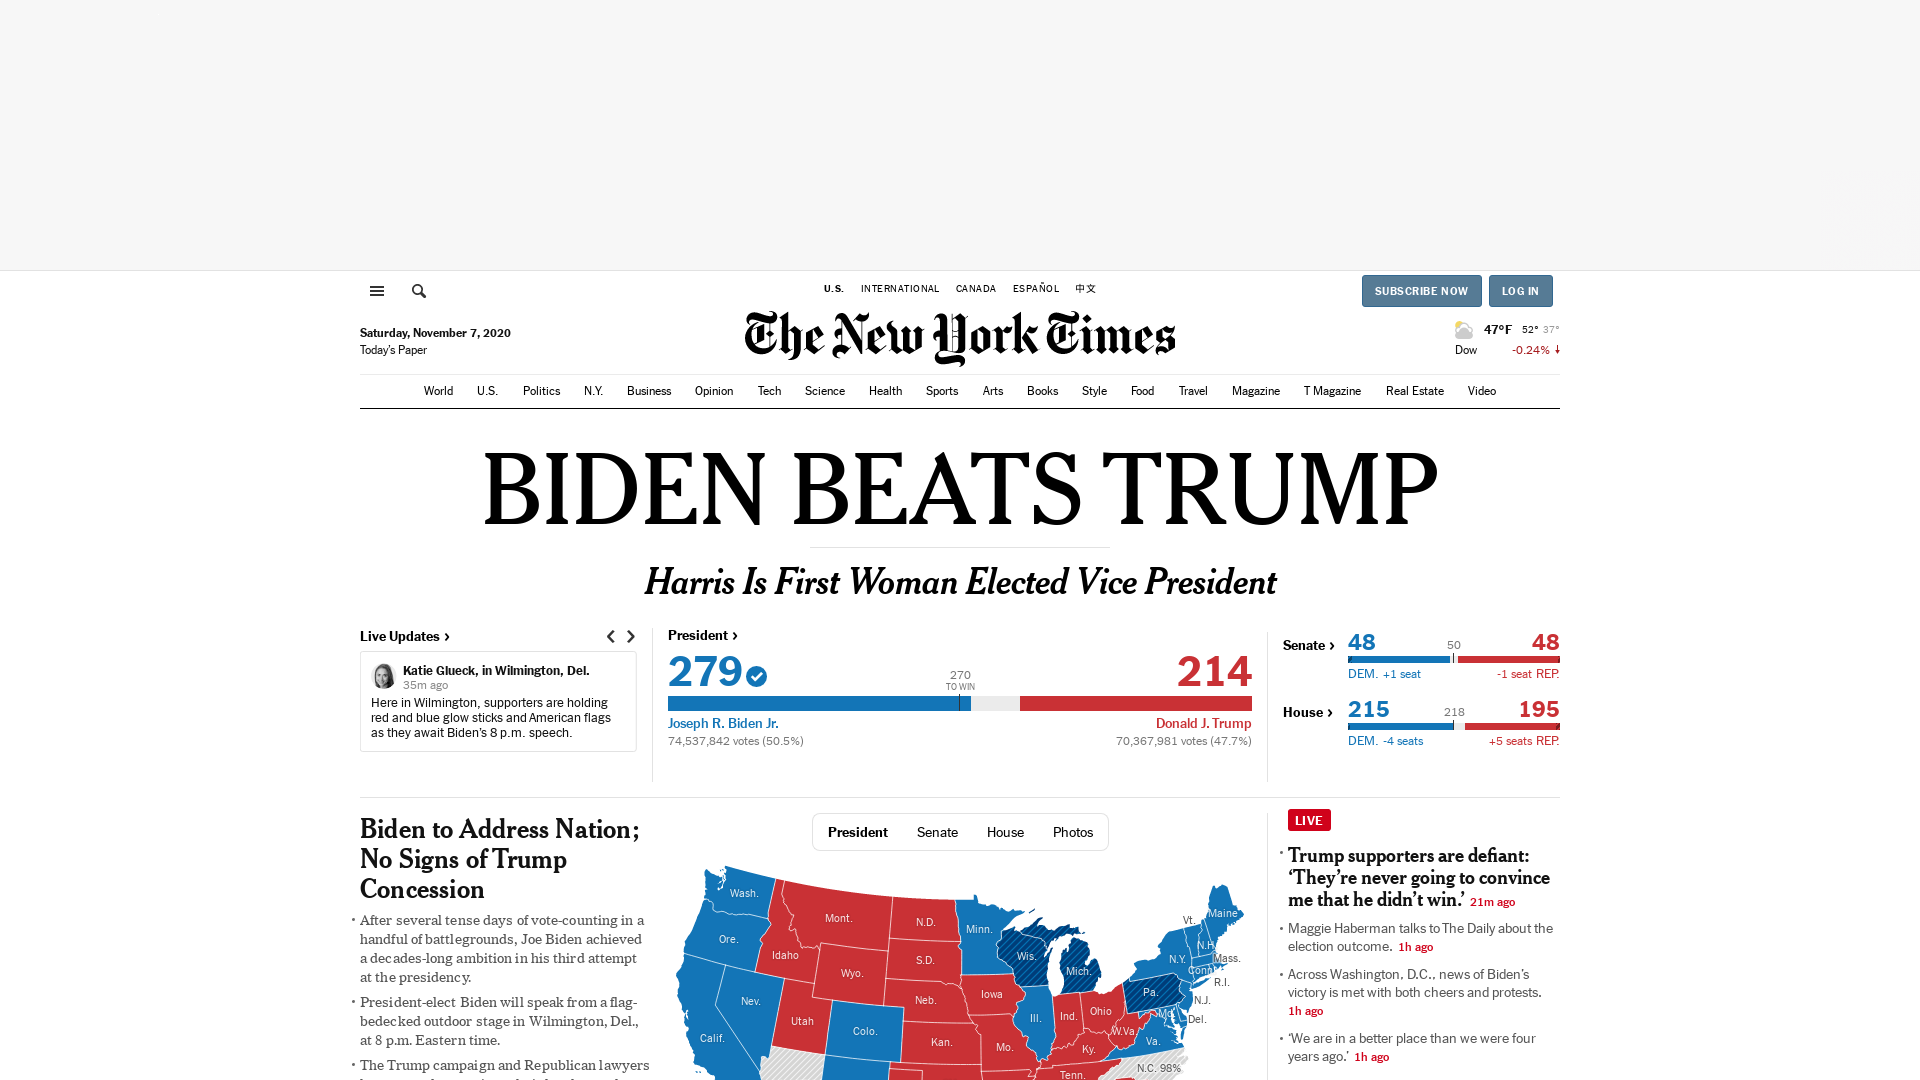 U.S. INTERNATIONAL CANADA ESPAÑOL 中文
SUBSCRIBE NOW LOG IN
Saturday, November 7, 2020
Today's Paper
The New York Times
47°F 52° 37°
Dow -0.24%
World U.S. Politics N.Y. Business Opinion Tech Science Health Sports Arts Books Style Food Travel Magazine T Magazine Real Estate Video
BIDEN BEATS TRUMP
Harris Is First Woman Elected Vice President
Live Updates ›
Katie Glueck, in Wilmington, Del.
35m ago
Here in Wilmington, supporters are holding
red and blue glow sticks and American flags
as they await Biden's 8 p.m. speech.
President ›
279 214
270
TO WIN
Joseph R. Biden Jr. Donald J. Trump
74,537,842 votes (50.5%) 70,367,981 votes (47.7%)
Senate › 48 50 48
DEM. +1 seat -1 seat REP.
House › 215 218 195
DEM. -4 seats +5 seats REP.
Biden to Address Nation;
No Signs of Trump
Concession
• After several tense days of vote-counting in a
handful of battlegrounds, Joe Biden achieved
a decades-long ambition in his third attempt
at the presidency.
• President-elect Biden will speak from a flag-
bedecked outdoor stage in Wilmington, Del.,
at 8 p.m. Eastern time.
• The Trump campaign and Republican lawyers
President Senate House Photos
Wash.
Mont.
N.D.
Minn.
Vt.
Maine
Ore.
Idaho
S.D.
Wis.
Mich.
N.Y.
N.H.
Mass.
Conn.
R.I.
Wyo.
Nev.
Neb.
Iowa
Pa.
N.J.
Utah
Colo.
Ill.
Ind.
Ohio
Md.
Del.
Calif.
Kan.
Mo.
Ky.
W.Va.
Va.
Tenn.
N.C. 98%
LIVE
• Trump supporters are defiant:
‘They’re never going to convince
me that he didn’t win.’ 21m ago
• Maggie Haberman talks to The Daily about the
election outcome. 1h ago
• Across Washington, D.C., news of Biden’s
victory is met with both cheers and protests.
1h ago
• ‘We are in a better place than we were four
years ago.’ 1h ago